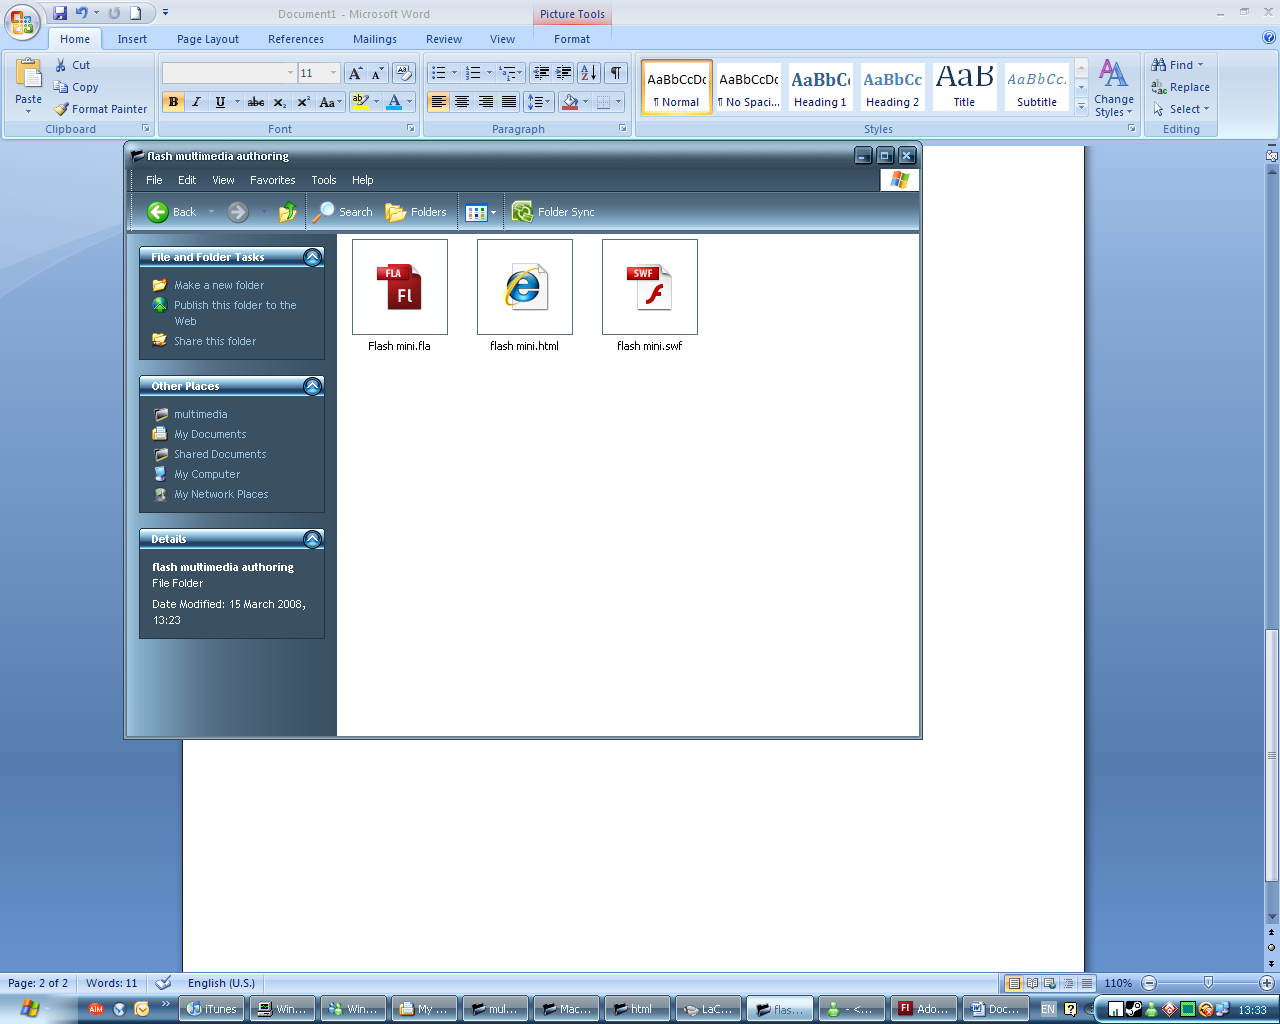 Document1 - Microsoft Word
Picture Tools
Home Insert Page Layout References Mailings Review View Format
Paste
Cut
Copy
Format Painter
Clipboard
11
B I U abc x₂ x² Aa
Font
Paragraph
AaBbCcDc AaBbCcDc AaBbCc AaBbCc AaB AaBbCc.
¶ Normal ¶ No Spaci... Heading 1 Heading 2 Title Subtitle
Change Styles
Styles
Find
Replace
Select
Editing
flash multimedia authoring
File Edit View Favorites Tools Help
Back Search Folders Folder Sync
File and Folder Tasks
Make a new folder
Publish this folder to the
Web
Share this folder
Other Places
multimedia
My Documents
Shared Documents
My Computer
My Network Places
Details
flash multimedia authoring
File Folder
Date Modified: 15 March 2008,
13:23
FLA
Fl
SWF
Flash mini.fla flash mini.html flash mini.swf
Page: 2 of 2 Words: 11 English (U.S.) 110%
AIM iTunes Win... Win... My ... mul... Mac... html LaC... flas... - <... Ado... Doc... EN 13:33